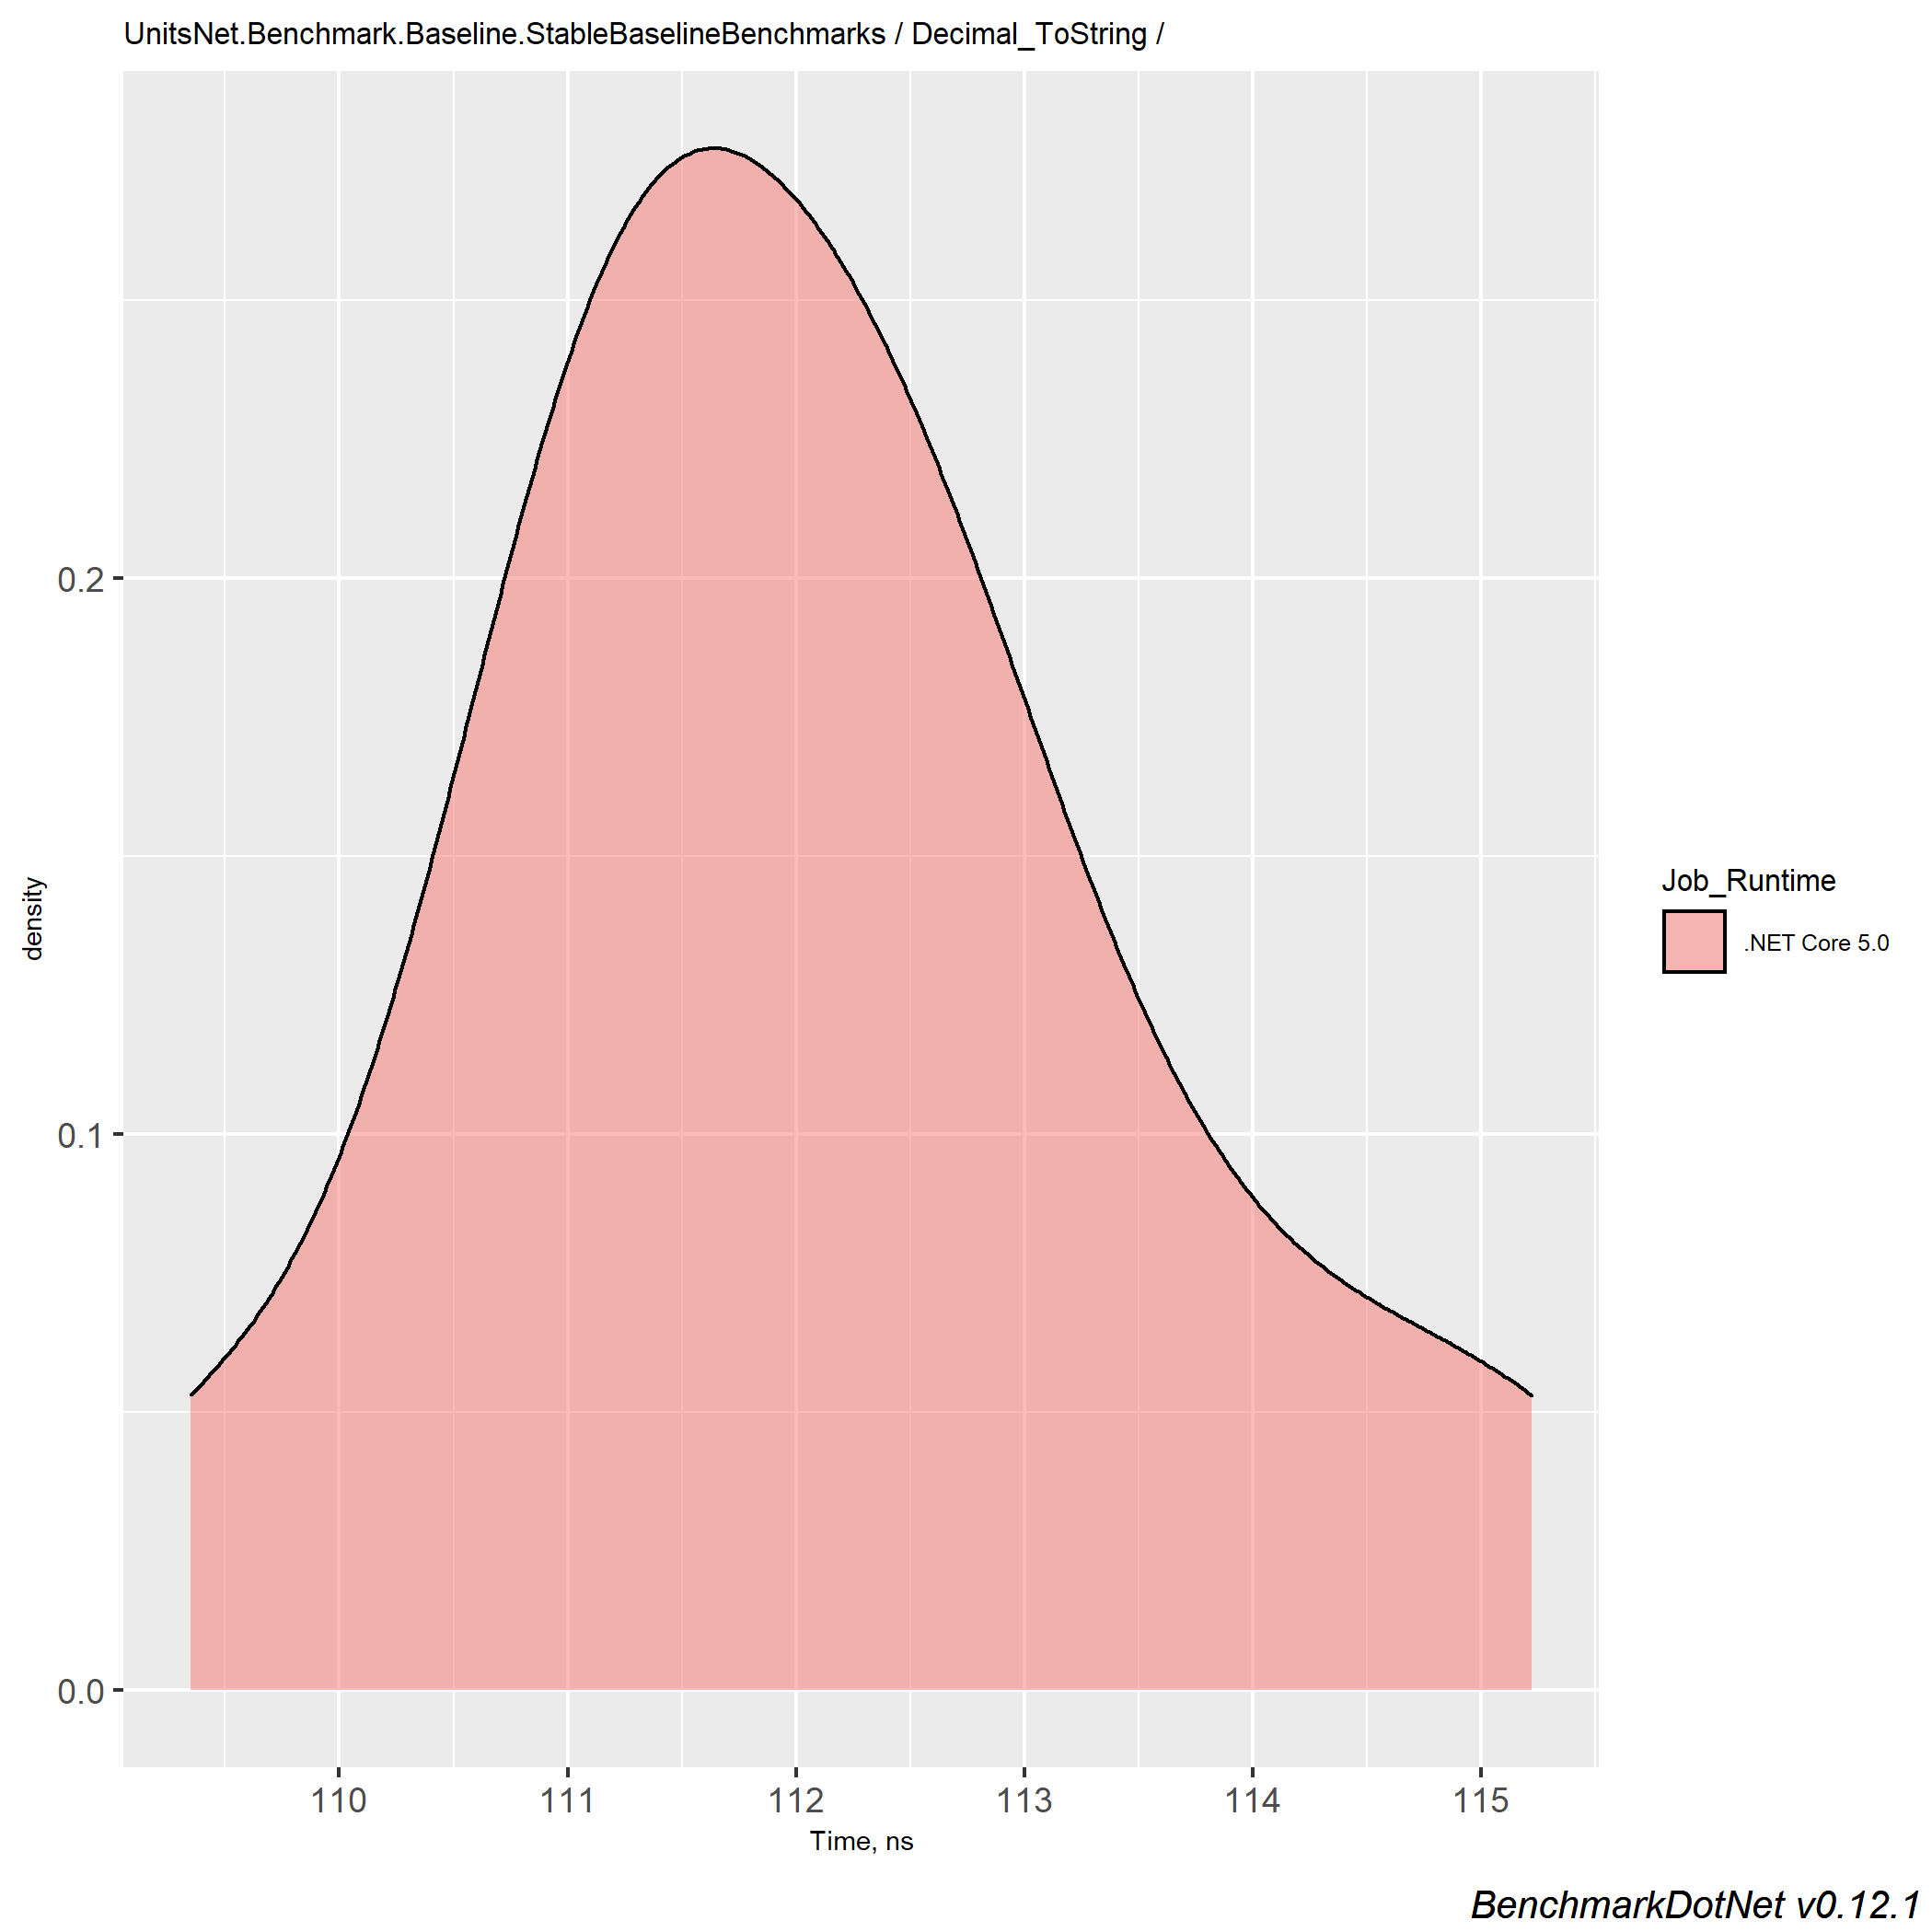 UnitsNet.Benchmark.Baseline.StableBaselineBenchmarks / Decimal_ToString /
density
0.2
0.1
0.0
110 111 112 113 114 115
Time, ns
Job_Runtime
.NET Core 5.0
BenchmarkDotNet v0.12.1